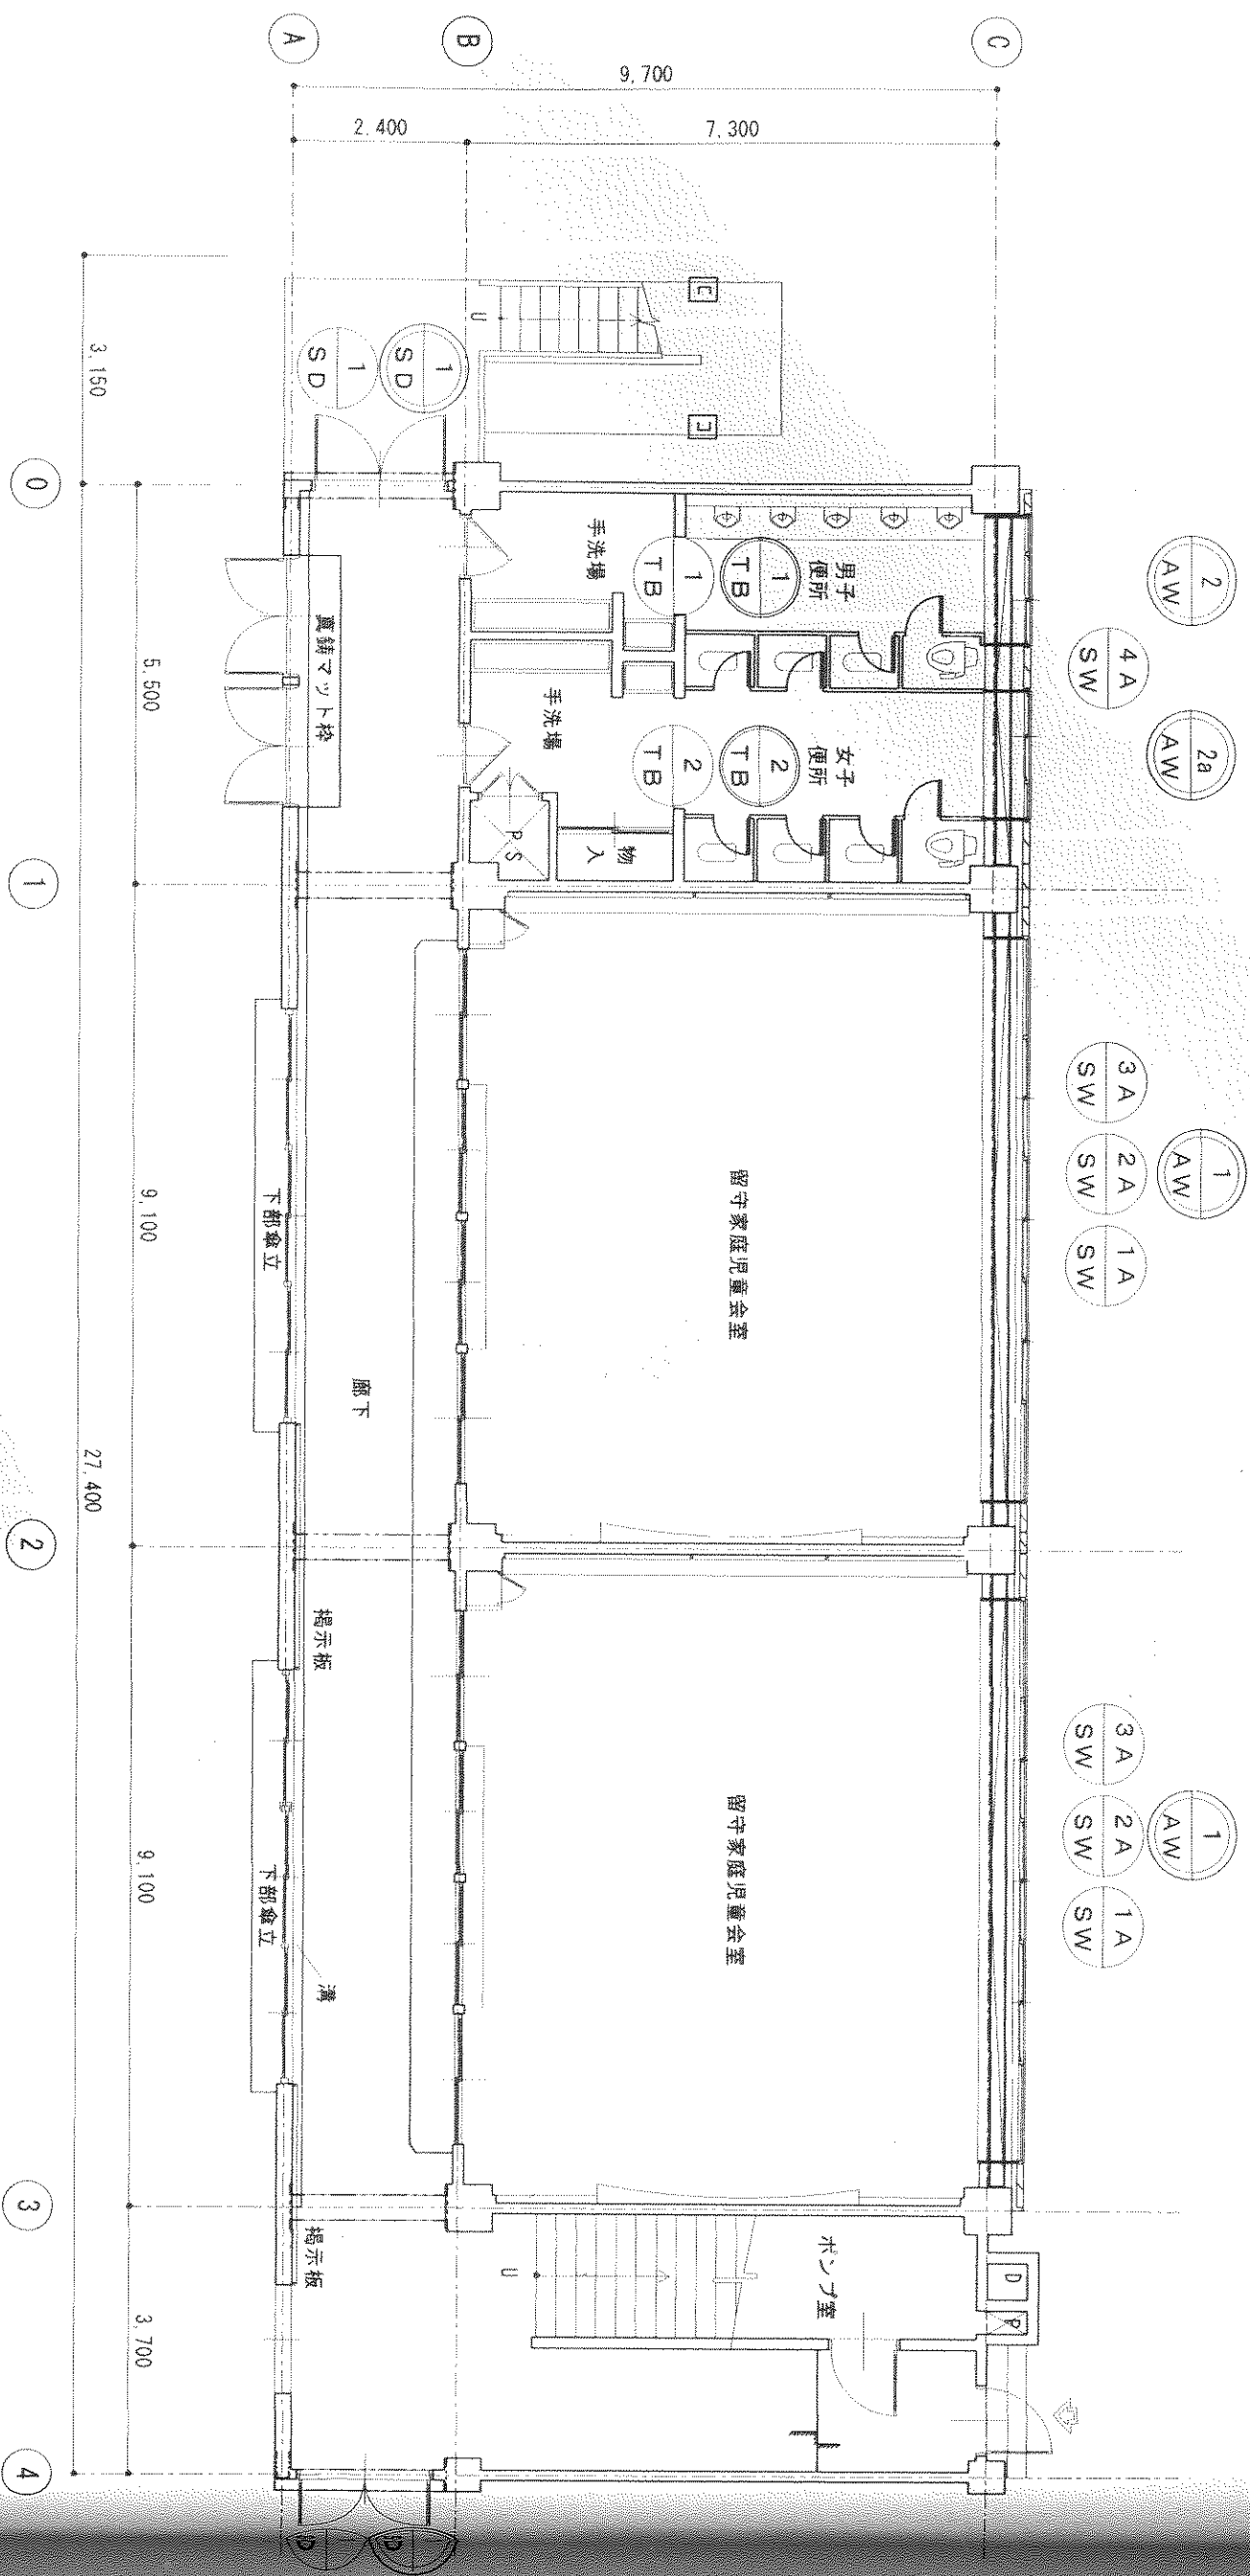 A
B
C
9,700
2,400
7,300
3,150
27,400
5,500
9,100
9,100
3,700
0
1
2
3
4
U
コ
コ
1
SD
1
SD
手洗場
1
TB
1
TB
男子
便所
真鍮マット枠
手洗場
2
TB
2
TB
女子
便所
PS
物
入
2
AW
4A
SW
2a
AW
3A
SW
2A
SW
1A
SW
1
AW
3A
SW
2A
SW
1A
SW
1
AW
留守家庭児童会室
留守家庭児童会室
廊下
下部傘立
下部傘立
掲示板
掲示板
溝
U
ポンプ室
D
P